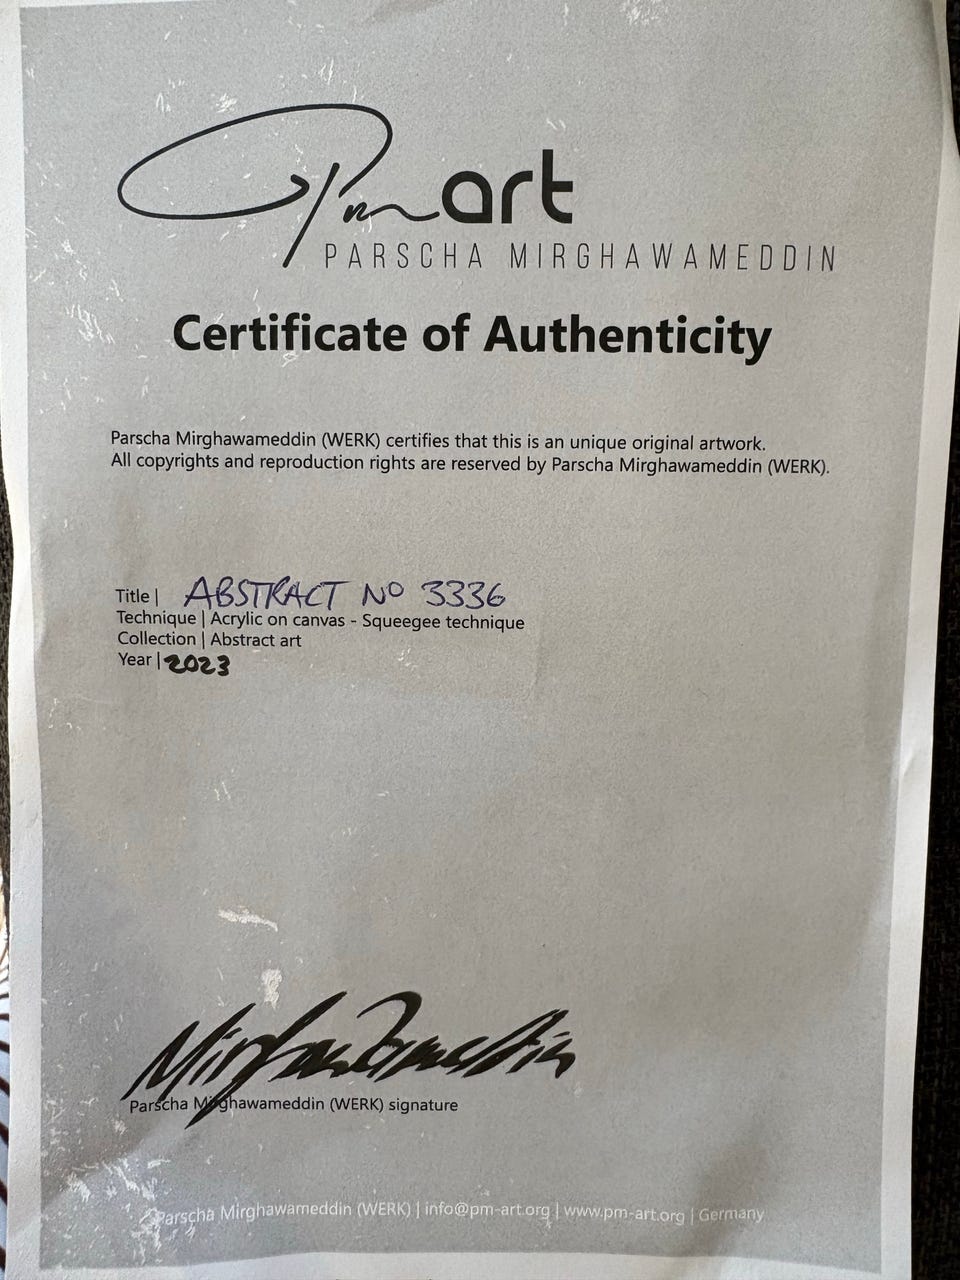 Pm art
PARSCHA MIRGHAWAMEDDIN
Certificate of Authenticity
Parscha Mirghawameddin (WERK) certifies that this is an unique original artwork.
All copyrights and reproduction rights are reserved by Parscha Mirghawameddin (WERK).
Title | ABSTRACT NO 3336
Technique | Acrylic on canvas - Squeegee technique
Collection | Abstract art
Year | 2023
Mirghawameddin
Parscha Mirghawameddin (WERK) signature
Parscha Mirghawameddin (WERK) | info@pm-art.org | www.pm-art.org | Germany